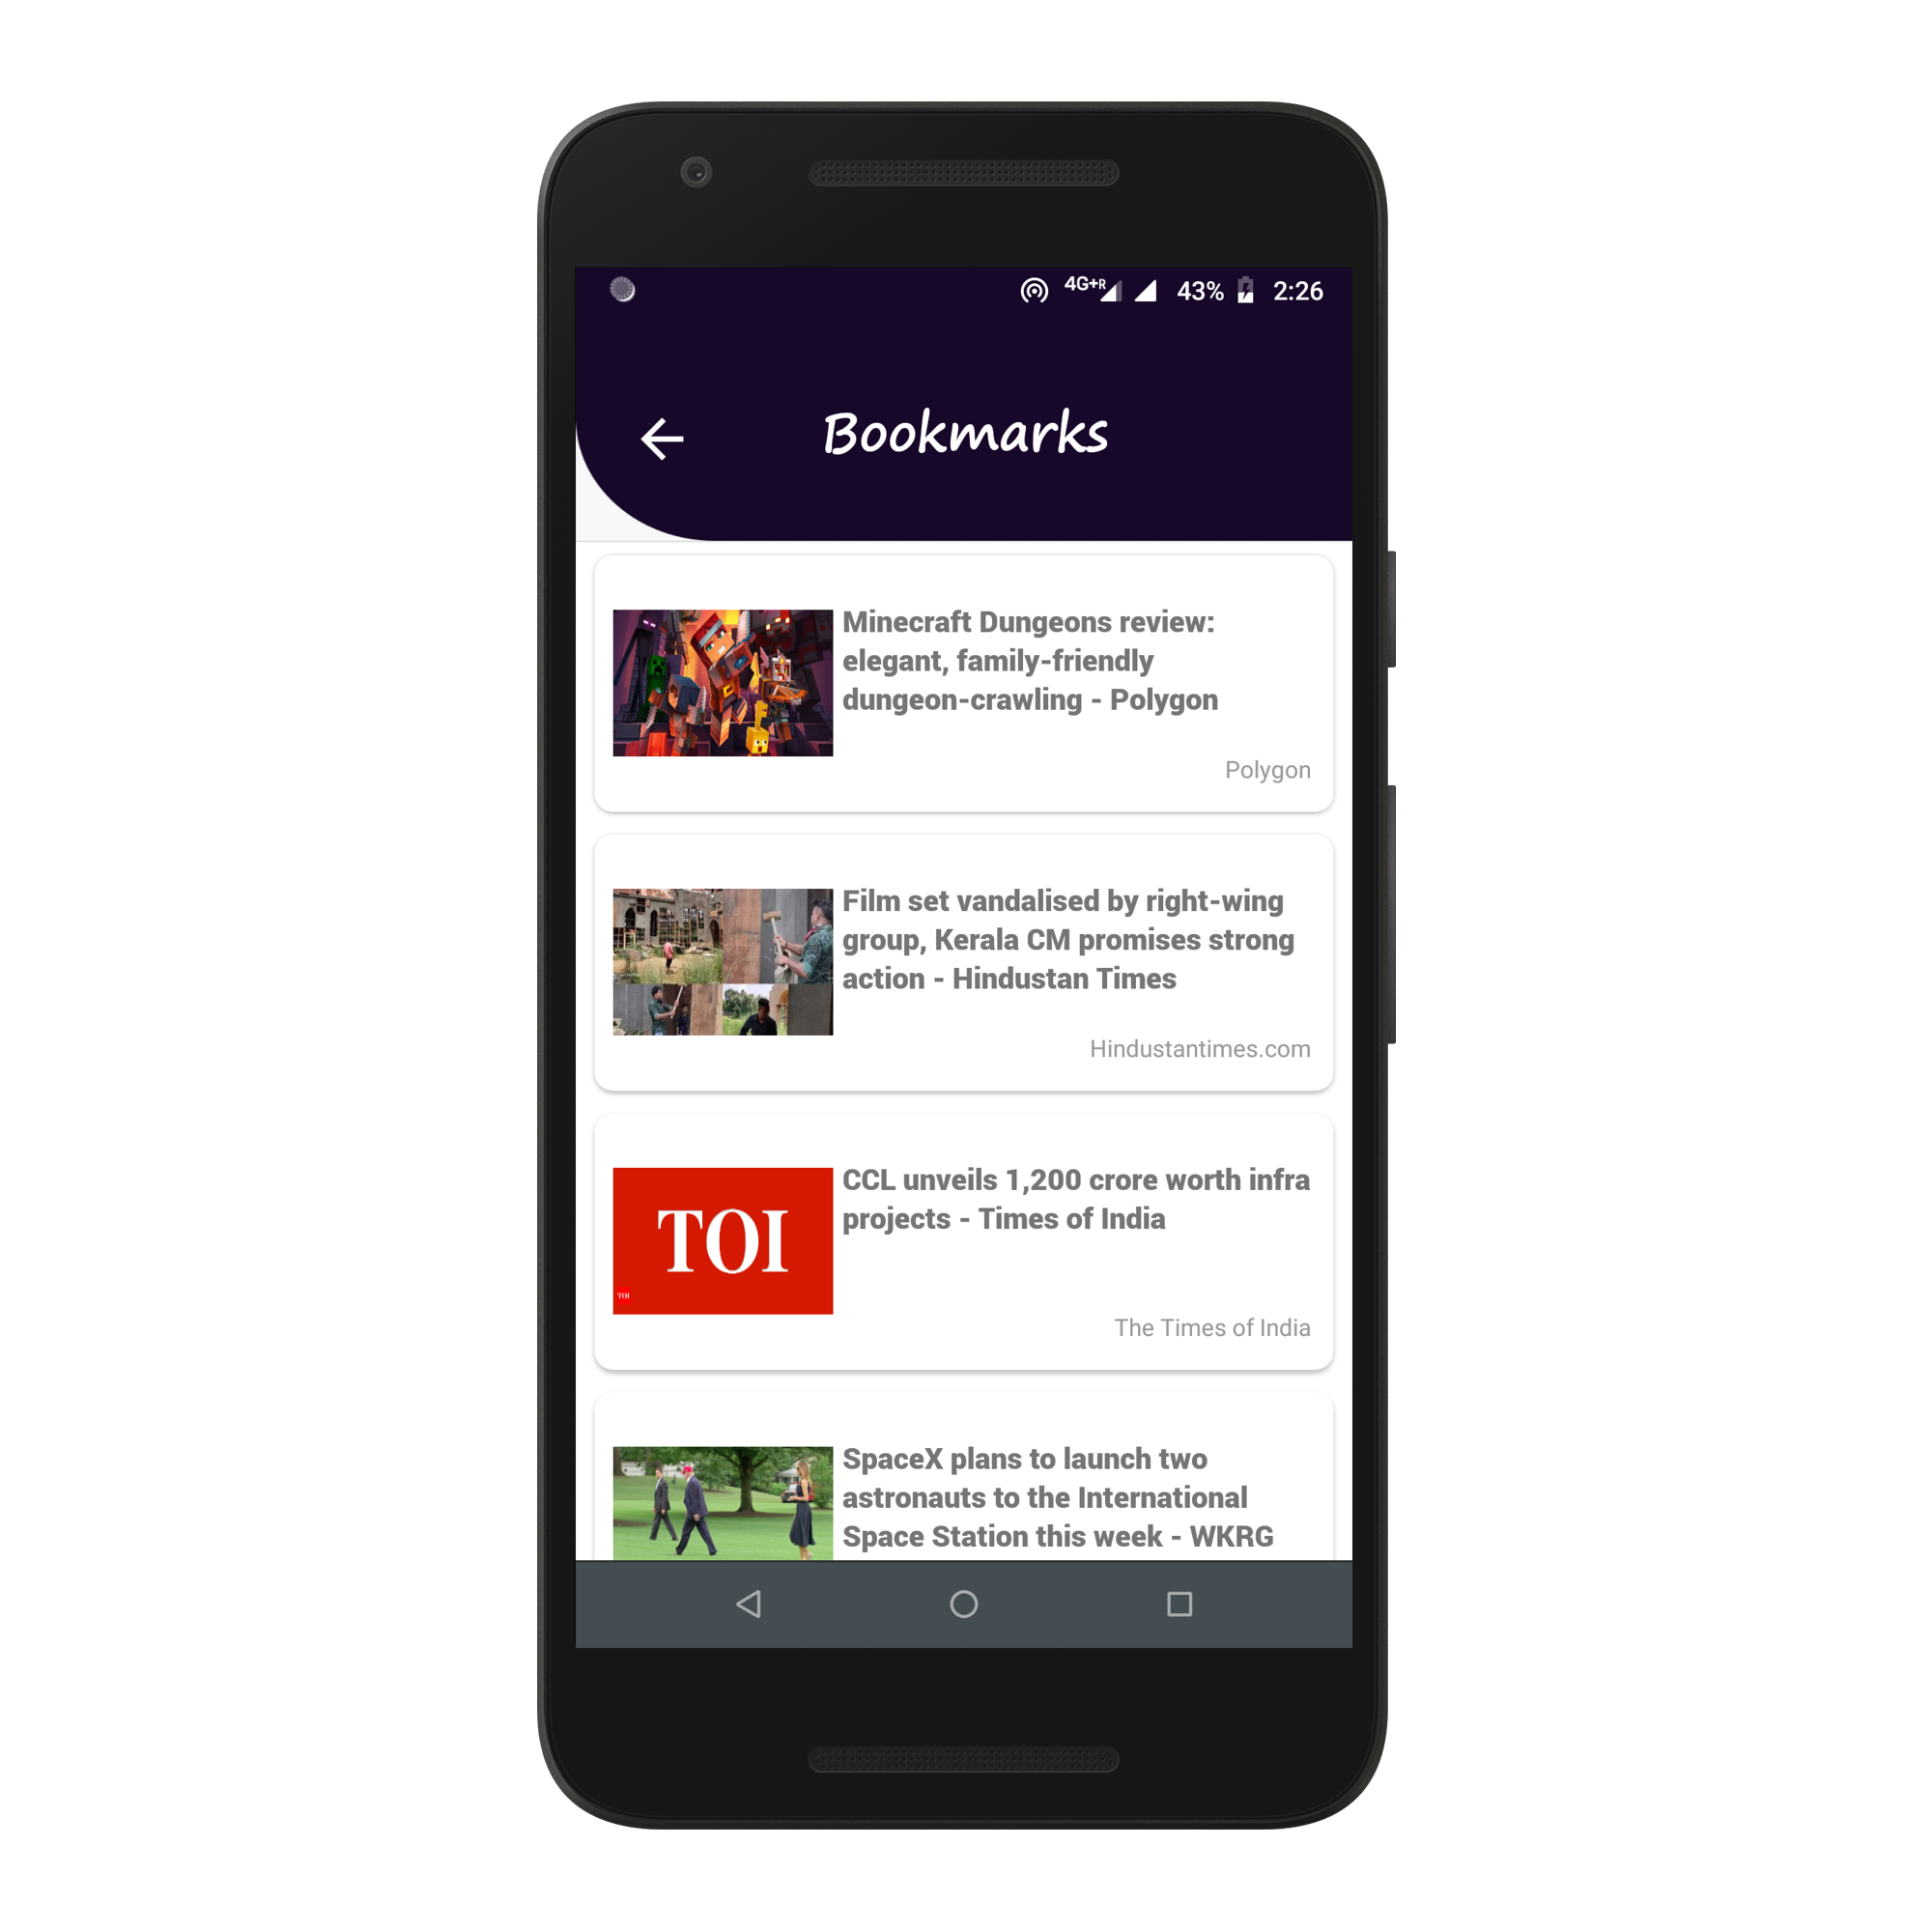 4G+R 43% 2:26
Bookmarks
Minecraft Dungeons review:
elegant, family-friendly
dungeon-crawling - Polygon
Polygon
Film set vandalised by right-wing
group, Kerala CM promises strong
action - Hindustan Times
Hindustantimes.com
CCL unveils 1,200 crore worth infra
projects - Times of India
TOI
TOI
The Times of India
SpaceX plans to launch two
astronauts to the International
Space Station this week - WKRG